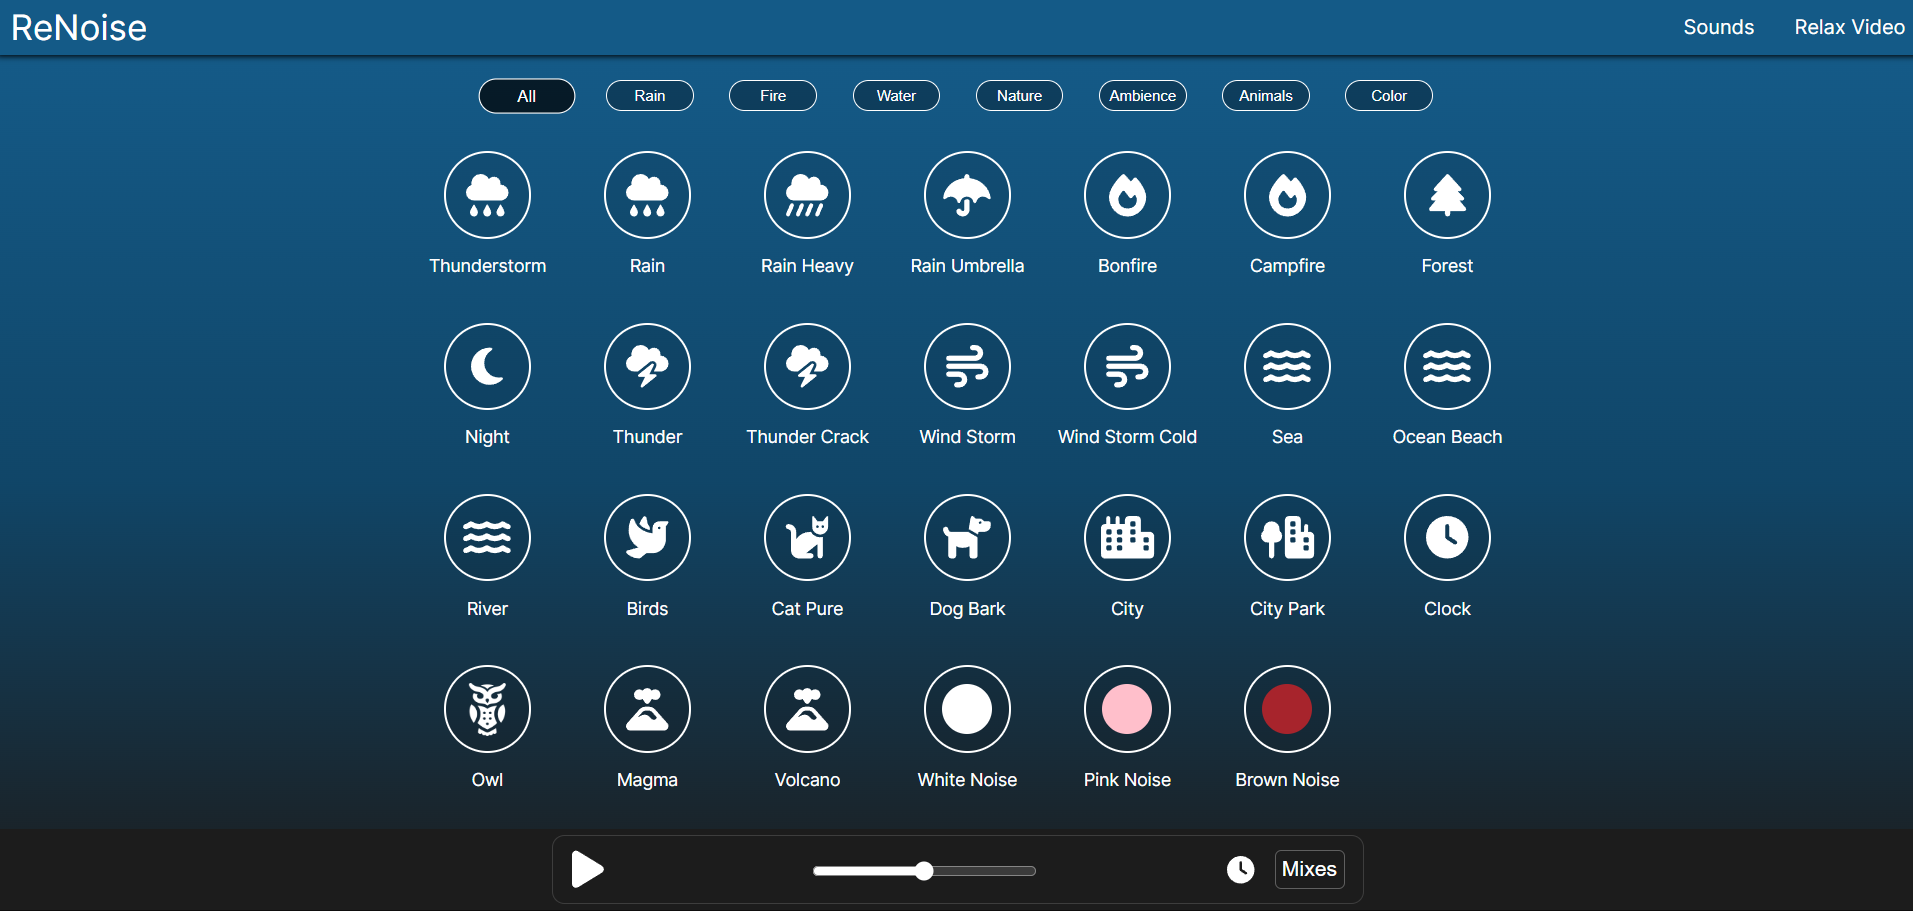 ReNoise
Sounds Relax Video
All Rain Fire Water Nature Ambience Animals Color
Thunderstorm Rain Rain Heavy Rain Umbrella Bonfire Campfire Forest
Night Thunder Thunder Crack Wind Storm Wind Storm Cold Sea Ocean Beach
River Birds Cat Pure Dog Bark City City Park Clock
Owl Magma Volcano White Noise Pink Noise Brown Noise
Mixes